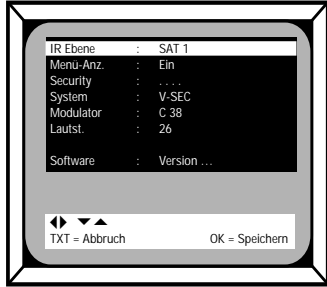 IR Ebene : SAT 1
Menü-Anz. : Ein
Security : . . . .
System : V-SEC
Modulator : C 38
Lautst. : 26
Software : Version ...
TXT = Abbruch OK = Speichern